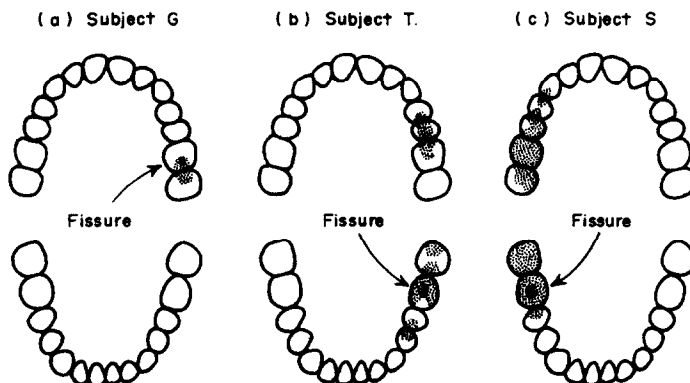 (a) Subject G
(b) Subject T.
(c) Subject S
Fissure
Fissure
Fissure